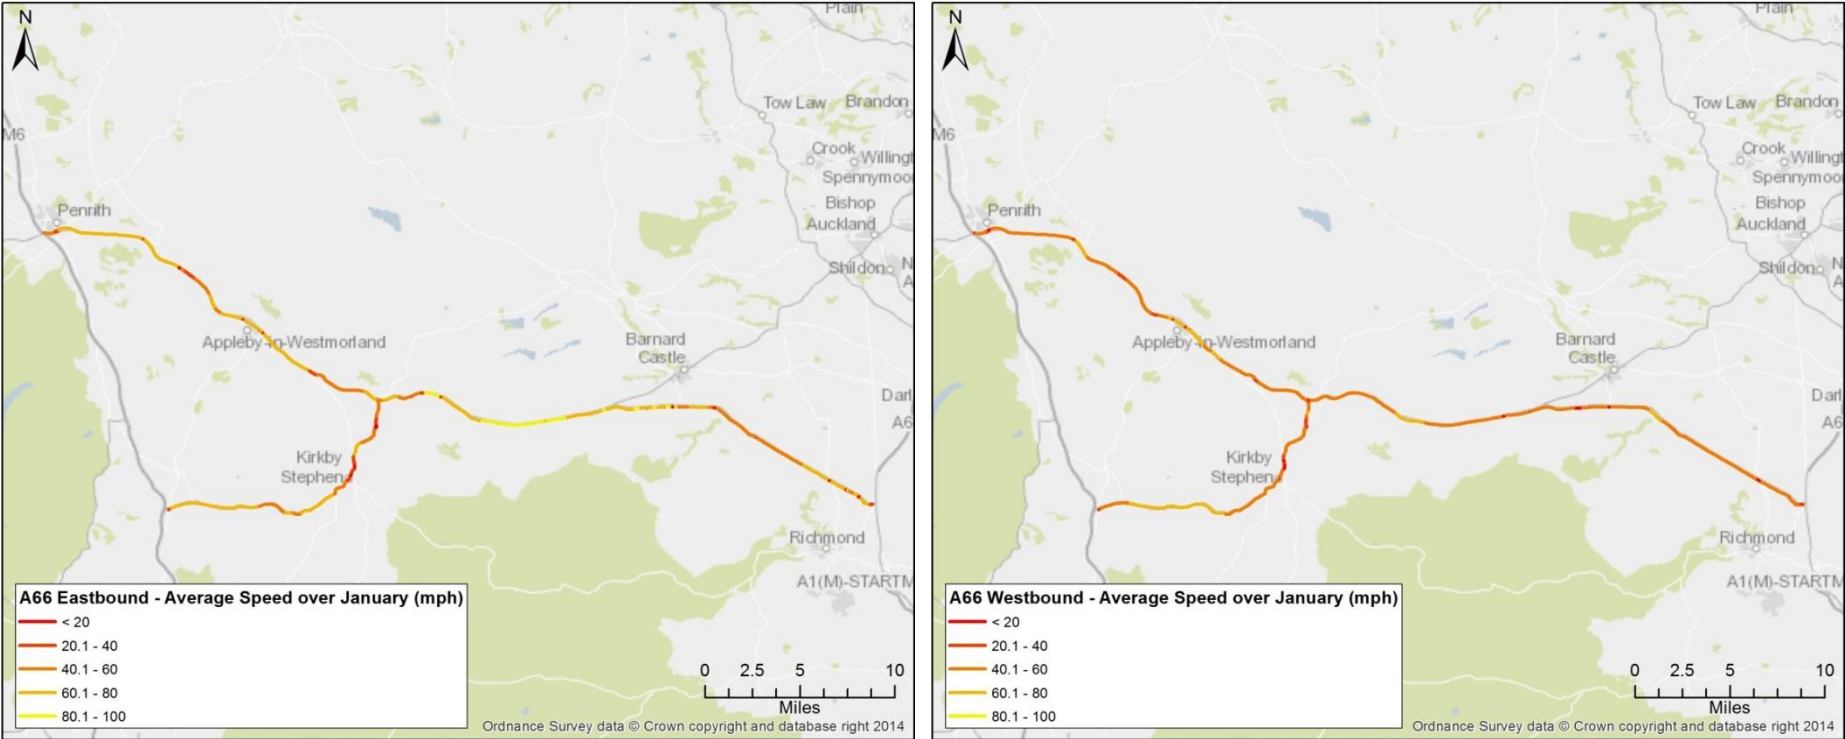 N
Plain
Tow Law
Brandon
M6
Crook
Willingt
Spennymoo
Penrith
Bishop
Auckland
Shildon
N
A
Appleby-in-Westmorland
Barnard
Castle
Darl
A6
Kirkby
Stephen
Richmond
A1(M)-STARTM
A66 Eastbound - Average Speed over January (mph)
< 20
20.1 - 40
40.1 - 60
60.1 - 80
80.1 - 100
0 2.5 5 10
Miles
Ordnance Survey data © Crown copyright and database right 2014
N
Plain
Tow Law
Brandon
M6
Crook
Willingt
Spennymoo
Penrith
Bishop
Auckland
Shildon
N
A
Appleby-in-Westmorland
Barnard
Castle
Darl
A6
Kirkby
Stephen
Richmond
A1(M)-STARTM
A66 Westbound - Average Speed over January (mph)
< 20
20.1 - 40
40.1 - 60
60.1 - 80
80.1 - 100
0 2.5 5 10
Miles
Ordnance Survey data © Crown copyright and database right 2014